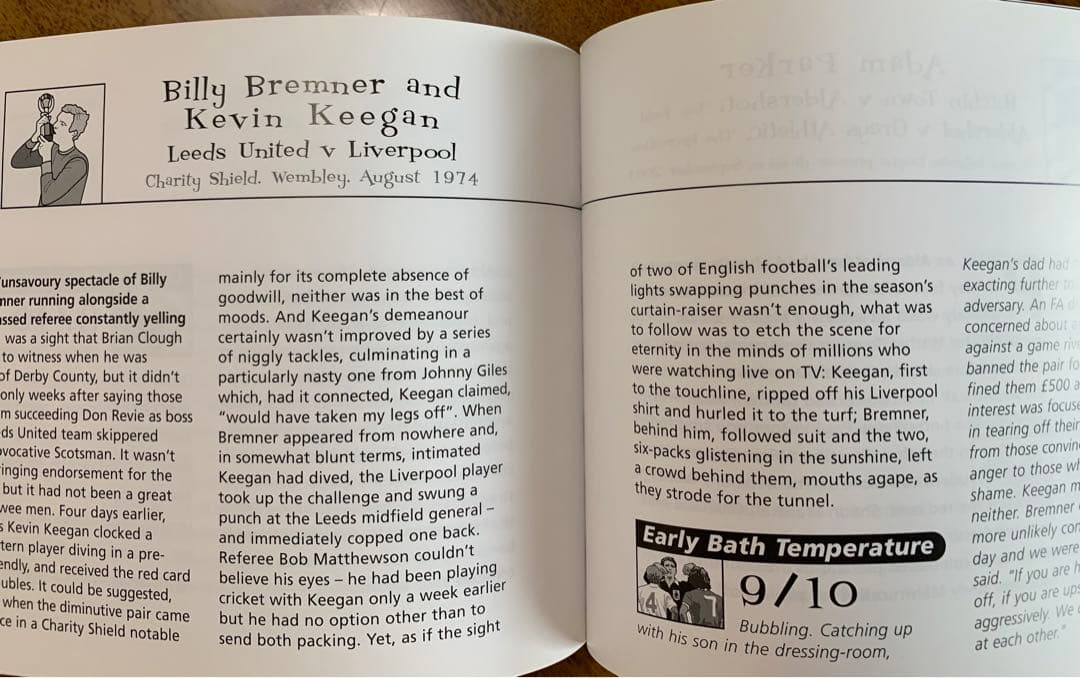 Billy Bremner and
Kevin Keegan
Leeds United v Liverpool
Charity Shield. Wembley. August 1974
unsavoury spectacle of Billy
nner running alongside a
ssed referee constantly yelling
was a sight that Brian Clough
to witness when he was
of Derby County, but it didn't
only weeks after saying those
m succeeding Don Revie as boss
ds United team skippered
vocative Scotsman. It wasn't
inging endorsement for the
but it had not been a great
wee men. Four days earlier,
s Kevin Keegan clocked a
tern player diving in a pre-
endly, and received the red card
ubles. It could be suggested,
when the diminutive pair came
ce in a Charity Shield notable
mainly for its complete absence of
goodwill, neither was in the best of
moods. And Keegan's demeanour
certainly wasn't improved by a series
of niggly tackles, culminating in a
particularly nasty one from Johnny Giles
which, had it connected, Keegan claimed,
"would have taken my legs off". When
Bremner appeared from nowhere and,
in somewhat blunt terms, intimated
Keegan had dived, the Liverpool player
took up the challenge and swung a
punch at the Leeds midfield general –
and immediately copped one back.
Referee Bob Matthewson couldn't
believe his eyes – he had been playing
cricket with Keegan only a week earlier
but he had no option other than to
send both packing. Yet, as if the sight
of two of English football's leading
lights swapping punches in the season's
curtain-raiser wasn't enough, what was
to follow was to etch the scene for
eternity in the minds of millions who
were watching live on TV: Keegan, first
to the touchline, ripped off his Liverpool
shirt and hurled it to the turf; Bremner,
behind him, followed suit and the two,
six-packs glistening in the sunshine, left
a crowd behind them, mouths agape, as
they strode for the tunnel.
Early Bath Temperature
9/10
Bubbling. Catching up
with his son in the dressing-room,
Keegan's dad had
exacting further to
adversary. An FA
concerned about
against a game
banned the pair
fined them £500
interest was
in tearing off their
from those
anger to those
shame. Keegan
neither. Bremner
more unlikely
day and we were
said. "If you are
off, if you are
aggressively. We
at each other."